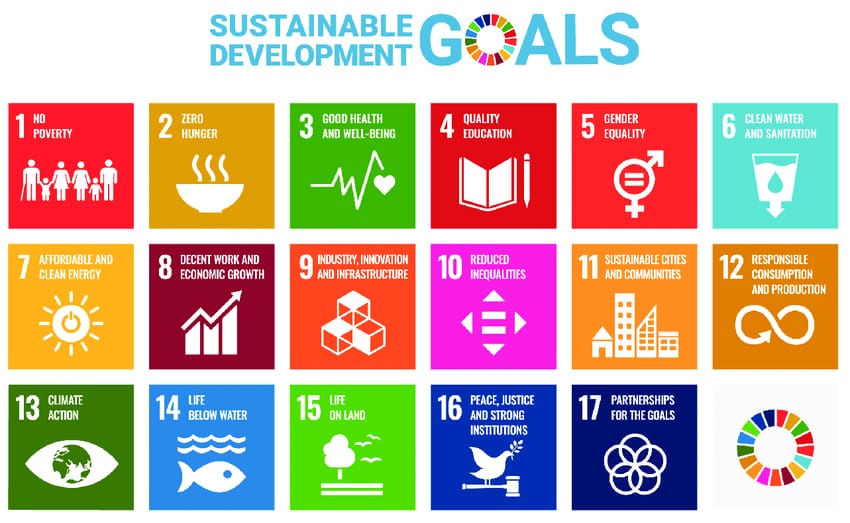 SUSTAINABLE
DEVELOPMENT
GOALS
1 NO
POVERTY
2 ZERO
HUNGER
3 GOOD HEALTH
AND WELL-BEING
4 QUALITY
EDUCATION
5 GENDER
EQUALITY
6 CLEAN WATER
AND SANITATION
7 AFFORDABLE AND
CLEAN ENERGY
8 DECENT WORK AND
ECONOMIC GROWTH
9 INDUSTRY, INNOVATION
AND INFRASTRUCTURE
10 REDUCED
INEQUALITIES
11 SUSTAINABLE CITIES
AND COMMUNITIES
12 RESPONSIBLE
CONSUMPTION
AND PRODUCTION
13 CLIMATE
ACTION
14 LIFE
BELOW WATER
15 LIFE
ON LAND
16 PEACE, JUSTICE
AND STRONG
INSTITUTIONS
17 PARTNERSHIPS
FOR THE GOALS